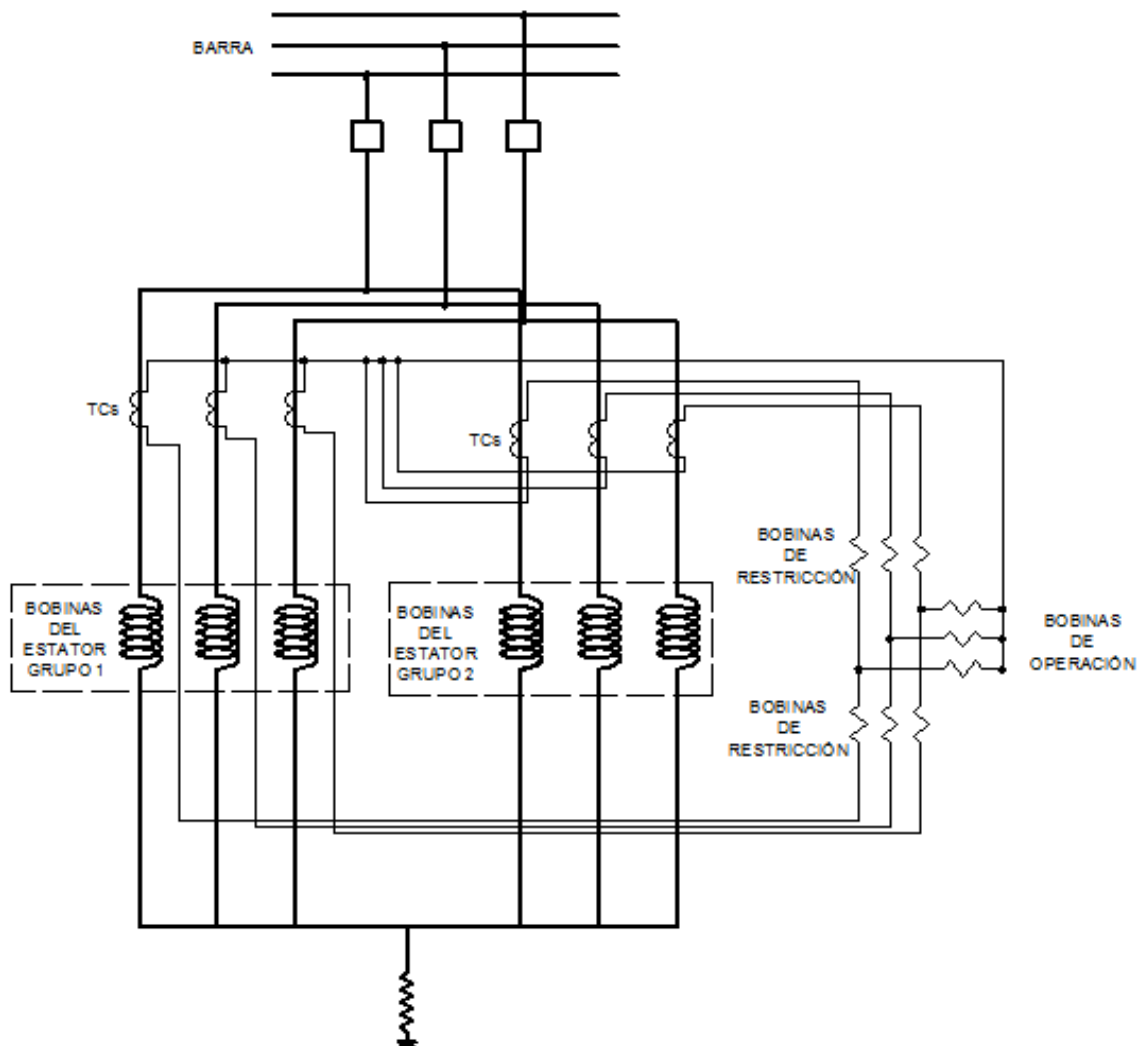 BARRA
TCs
TCs
BOBINAS
DE
RESTRICCIÓN
BOBINAS
DEL
ESTATOR
GRUPO 1
BOBINAS
DEL
ESTATOR
GRUPO 2
BOBINAS
DE
OPERACIÓN
BOBINAS
DE
RESTRICCIÓN